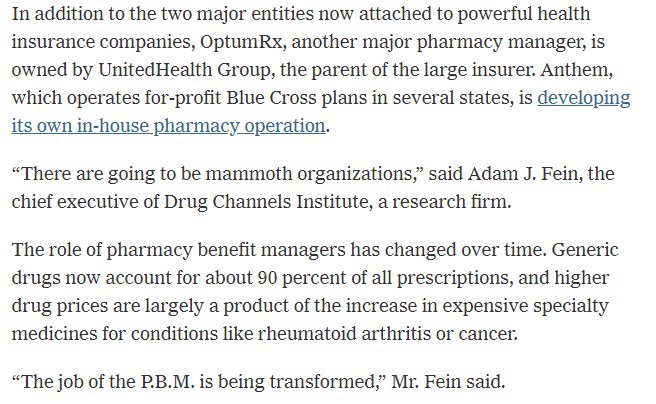 In addition to the two major entities now attached to powerful health
insurance companies, OptumRx, another major pharmacy manager, is
owned by UnitedHealth Group, the parent of the large insurer. Anthem,
which operates for-profit Blue Cross plans in several states, is developing
its own in-house pharmacy operation.
“There are going to be mammoth organizations,” said Adam J. Fein, the
chief executive of Drug Channels Institute, a research firm.
The role of pharmacy benefit managers has changed over time. Generic
drugs now account for about 90 percent of all prescriptions, and higher
drug prices are largely a product of the increase in expensive specialty
medicines for conditions like rheumatoid arthritis or cancer.
“The job of the P.B.M. is being transformed,” Mr. Fein said.